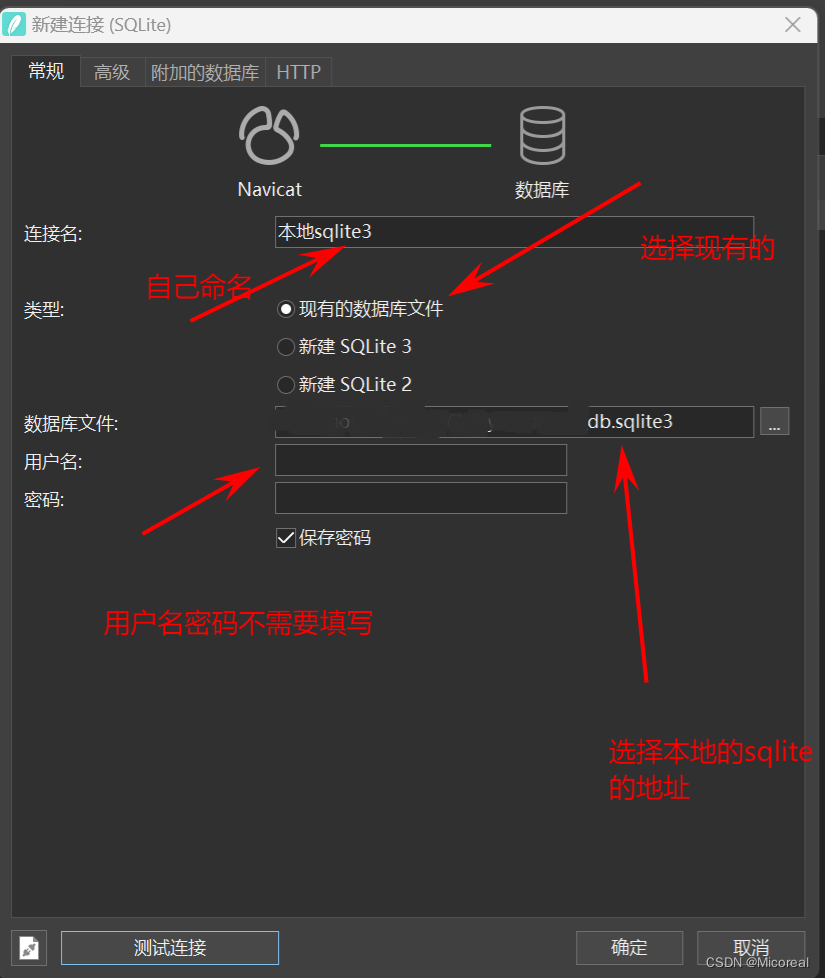 新建连接 (SQLite)
常规 高级 附加的数据库 HTTP
Navicat 数据库
连接名: 本地sqlite3
选择现有的
自己命名
类型: 现有的数据库文件
新建 SQLite 3
新建 SQLite 2
数据库文件: db.sqlite3 ...
用户名:
密码:
保存密码
用户名密码不需要填写
选择本地的sqlite
的地址
测试连接 确定 取消
CSDN @Micoreal